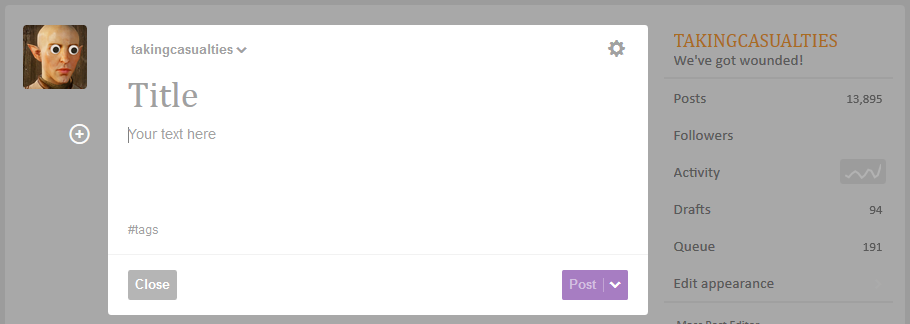 takingcasualties
Title
Your text here
#tags
Close
Post
TAKINGCASUALTIES
We've got wounded!
Posts 13,895
Followers
Activity
Drafts 94
Queue 191
Edit appearance